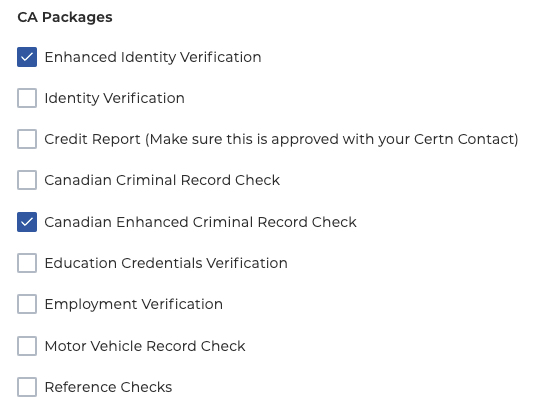 CA Packages
Enhanced Identity Verification
Identity Verification
Credit Report (Make sure this is approved with your Certn Contact)
Canadian Criminal Record Check
Canadian Enhanced Criminal Record Check
Education Credentials Verification
Employment Verification
Motor Vehicle Record Check
Reference Checks